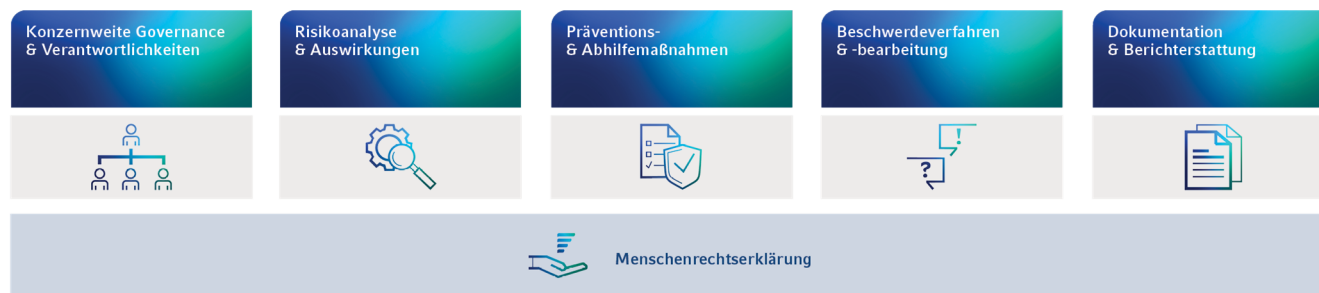 Konzernweite Governance
& Verantwortlichkeiten
Risikoanalyse
& Auswirkungen
Präventions-
& Abhilfemaßnahmen
Beschwerdeverfahren
& -bearbeitung
Dokumentation
& Berichterstattung
!
?
Menschenrechtserklärung